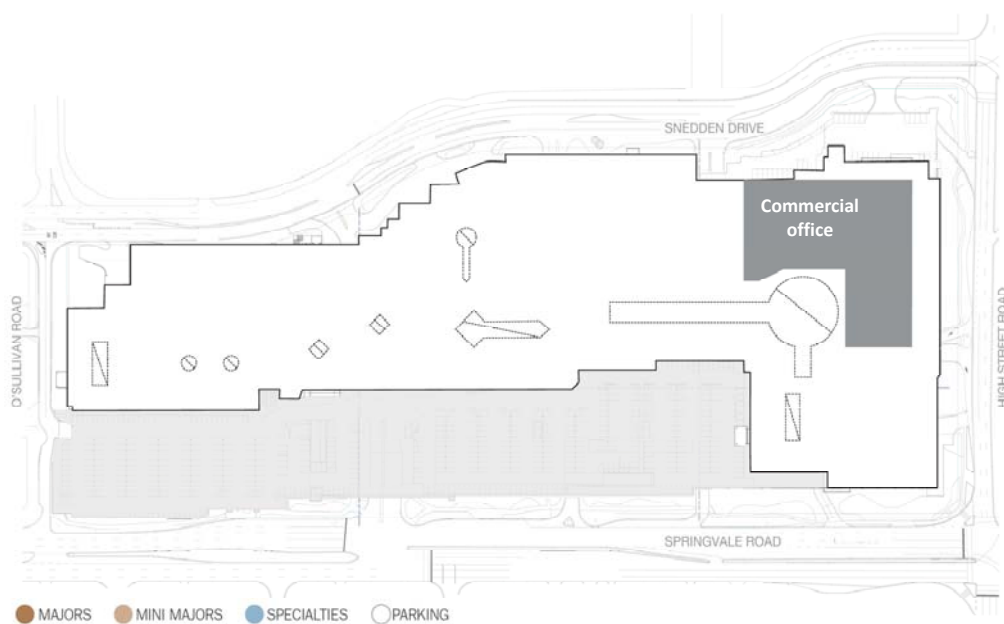 SNEDDEN DRIVE
Commercial
office
D'SULLIVAN ROAD
HIGH STREET ROAD
SPRINGVALE ROAD
MAJORS
MINI MAJORS
SPECIALTIES
PARKING